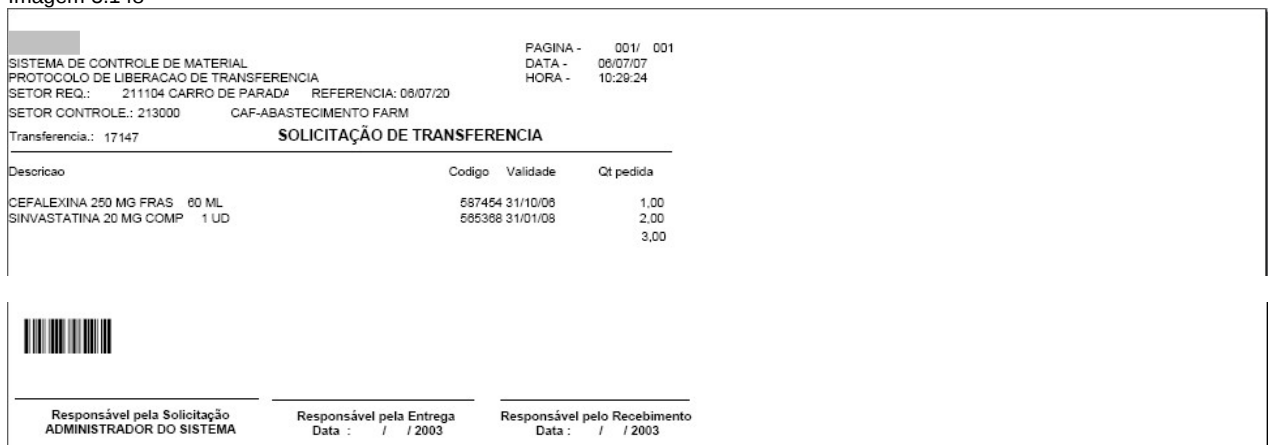 Imagem 3.148
PAGINA - 001/ 001
SISTEMA DE CONTROLE DE MATERIAL DATA - 06/07/07
PROTOCOLO DE LIBERACAO DE TRANSFERENCIA HORA - 10:29:24
SETOR REQ.: 211104 CARRO DE PARADA REFERENCIA: 06/07/20
SETOR CONTROLE.: 213000 CAF-ABASTECIMENTO FARM
Transferencia.: 17147 SOLICITAÇÃO DE TRANSFERENCIA
Descricao Codigo Validade Qt pedida
CEFALEXINA 250 MG FRAS 60 ML 587454 31/10/06 1,00
SINVASTATINA 20 MG COMP 1 UD 565368 31/01/08 2,00
3,00
Responsável pela Solicitação Responsável pela Entrega Responsável pelo Recebimento
ADMINISTRADOR DO SISTEMA Data : / / 2003 Data : / / 2003